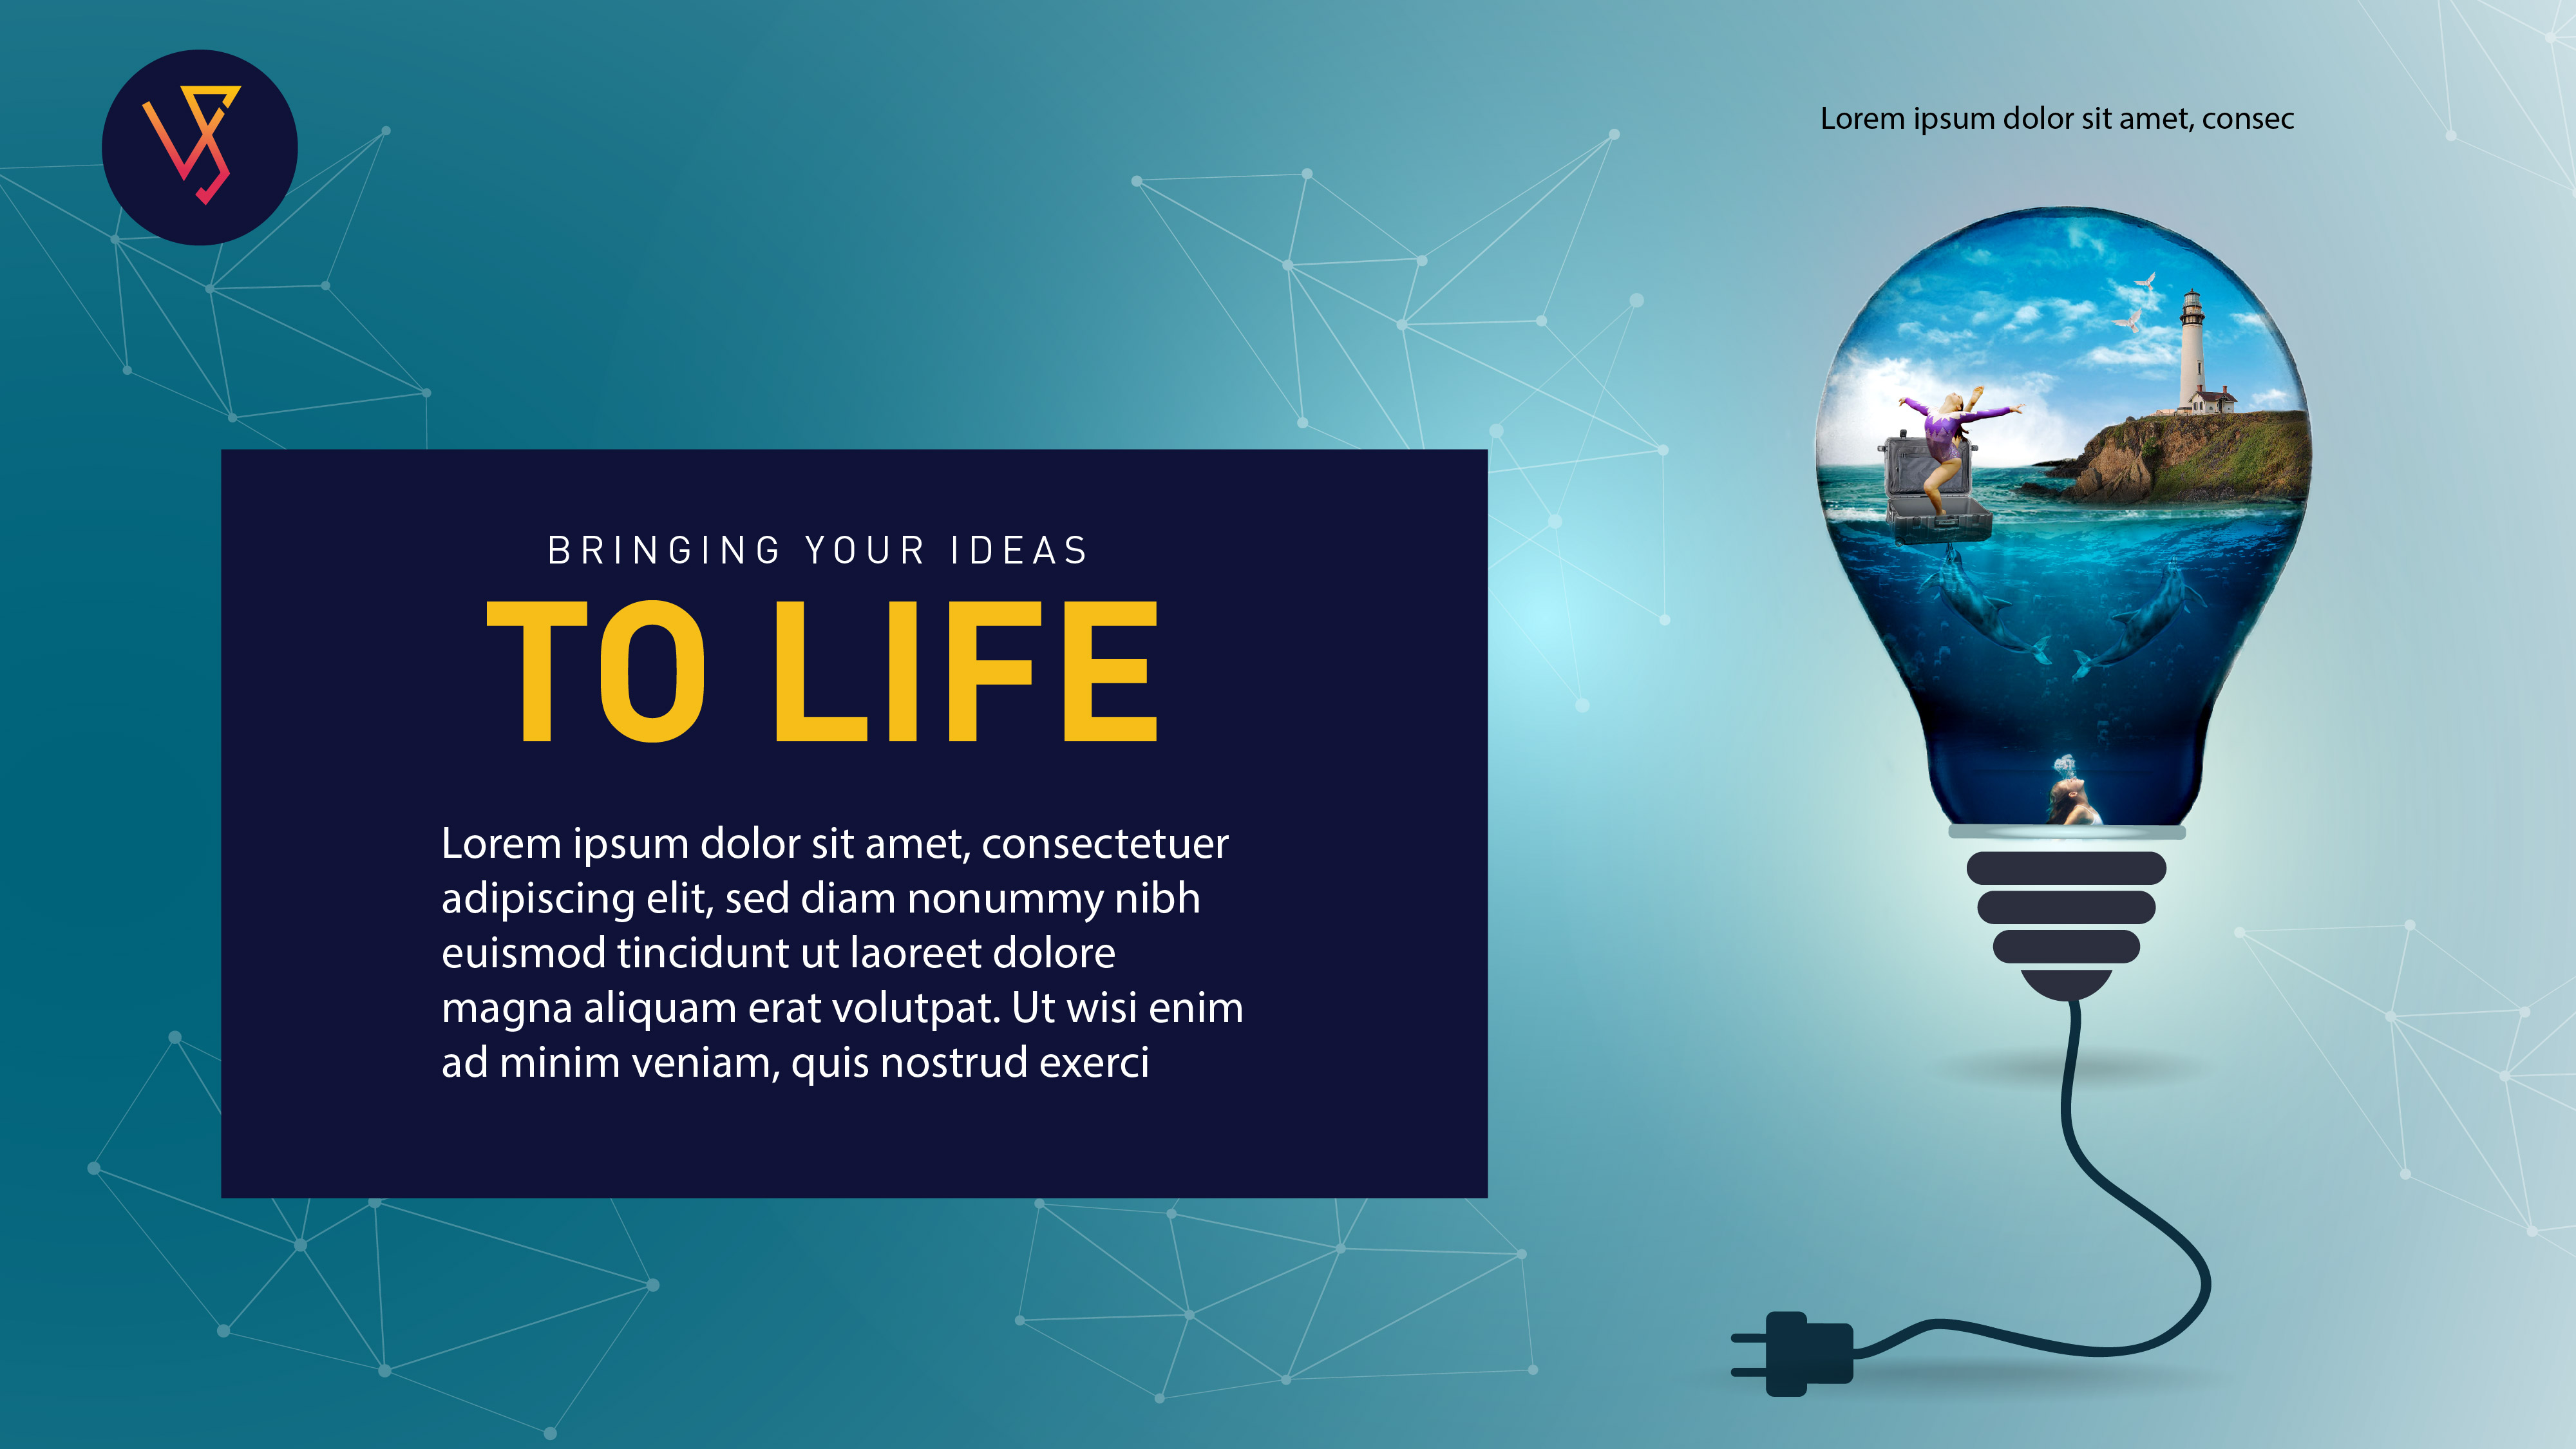 Lorem ipsum dolor sit amet, consec
BRINGING YOUR IDEAS
TO LIFE
Lorem ipsum dolor sit amet, consectetuer
adipiscing elit, sed diam nonummy nibh
euismod tincidunt ut laoreet dolore
magna aliquam erat volutpat. Ut wisi enim
ad minim veniam, quis nostrud exerci